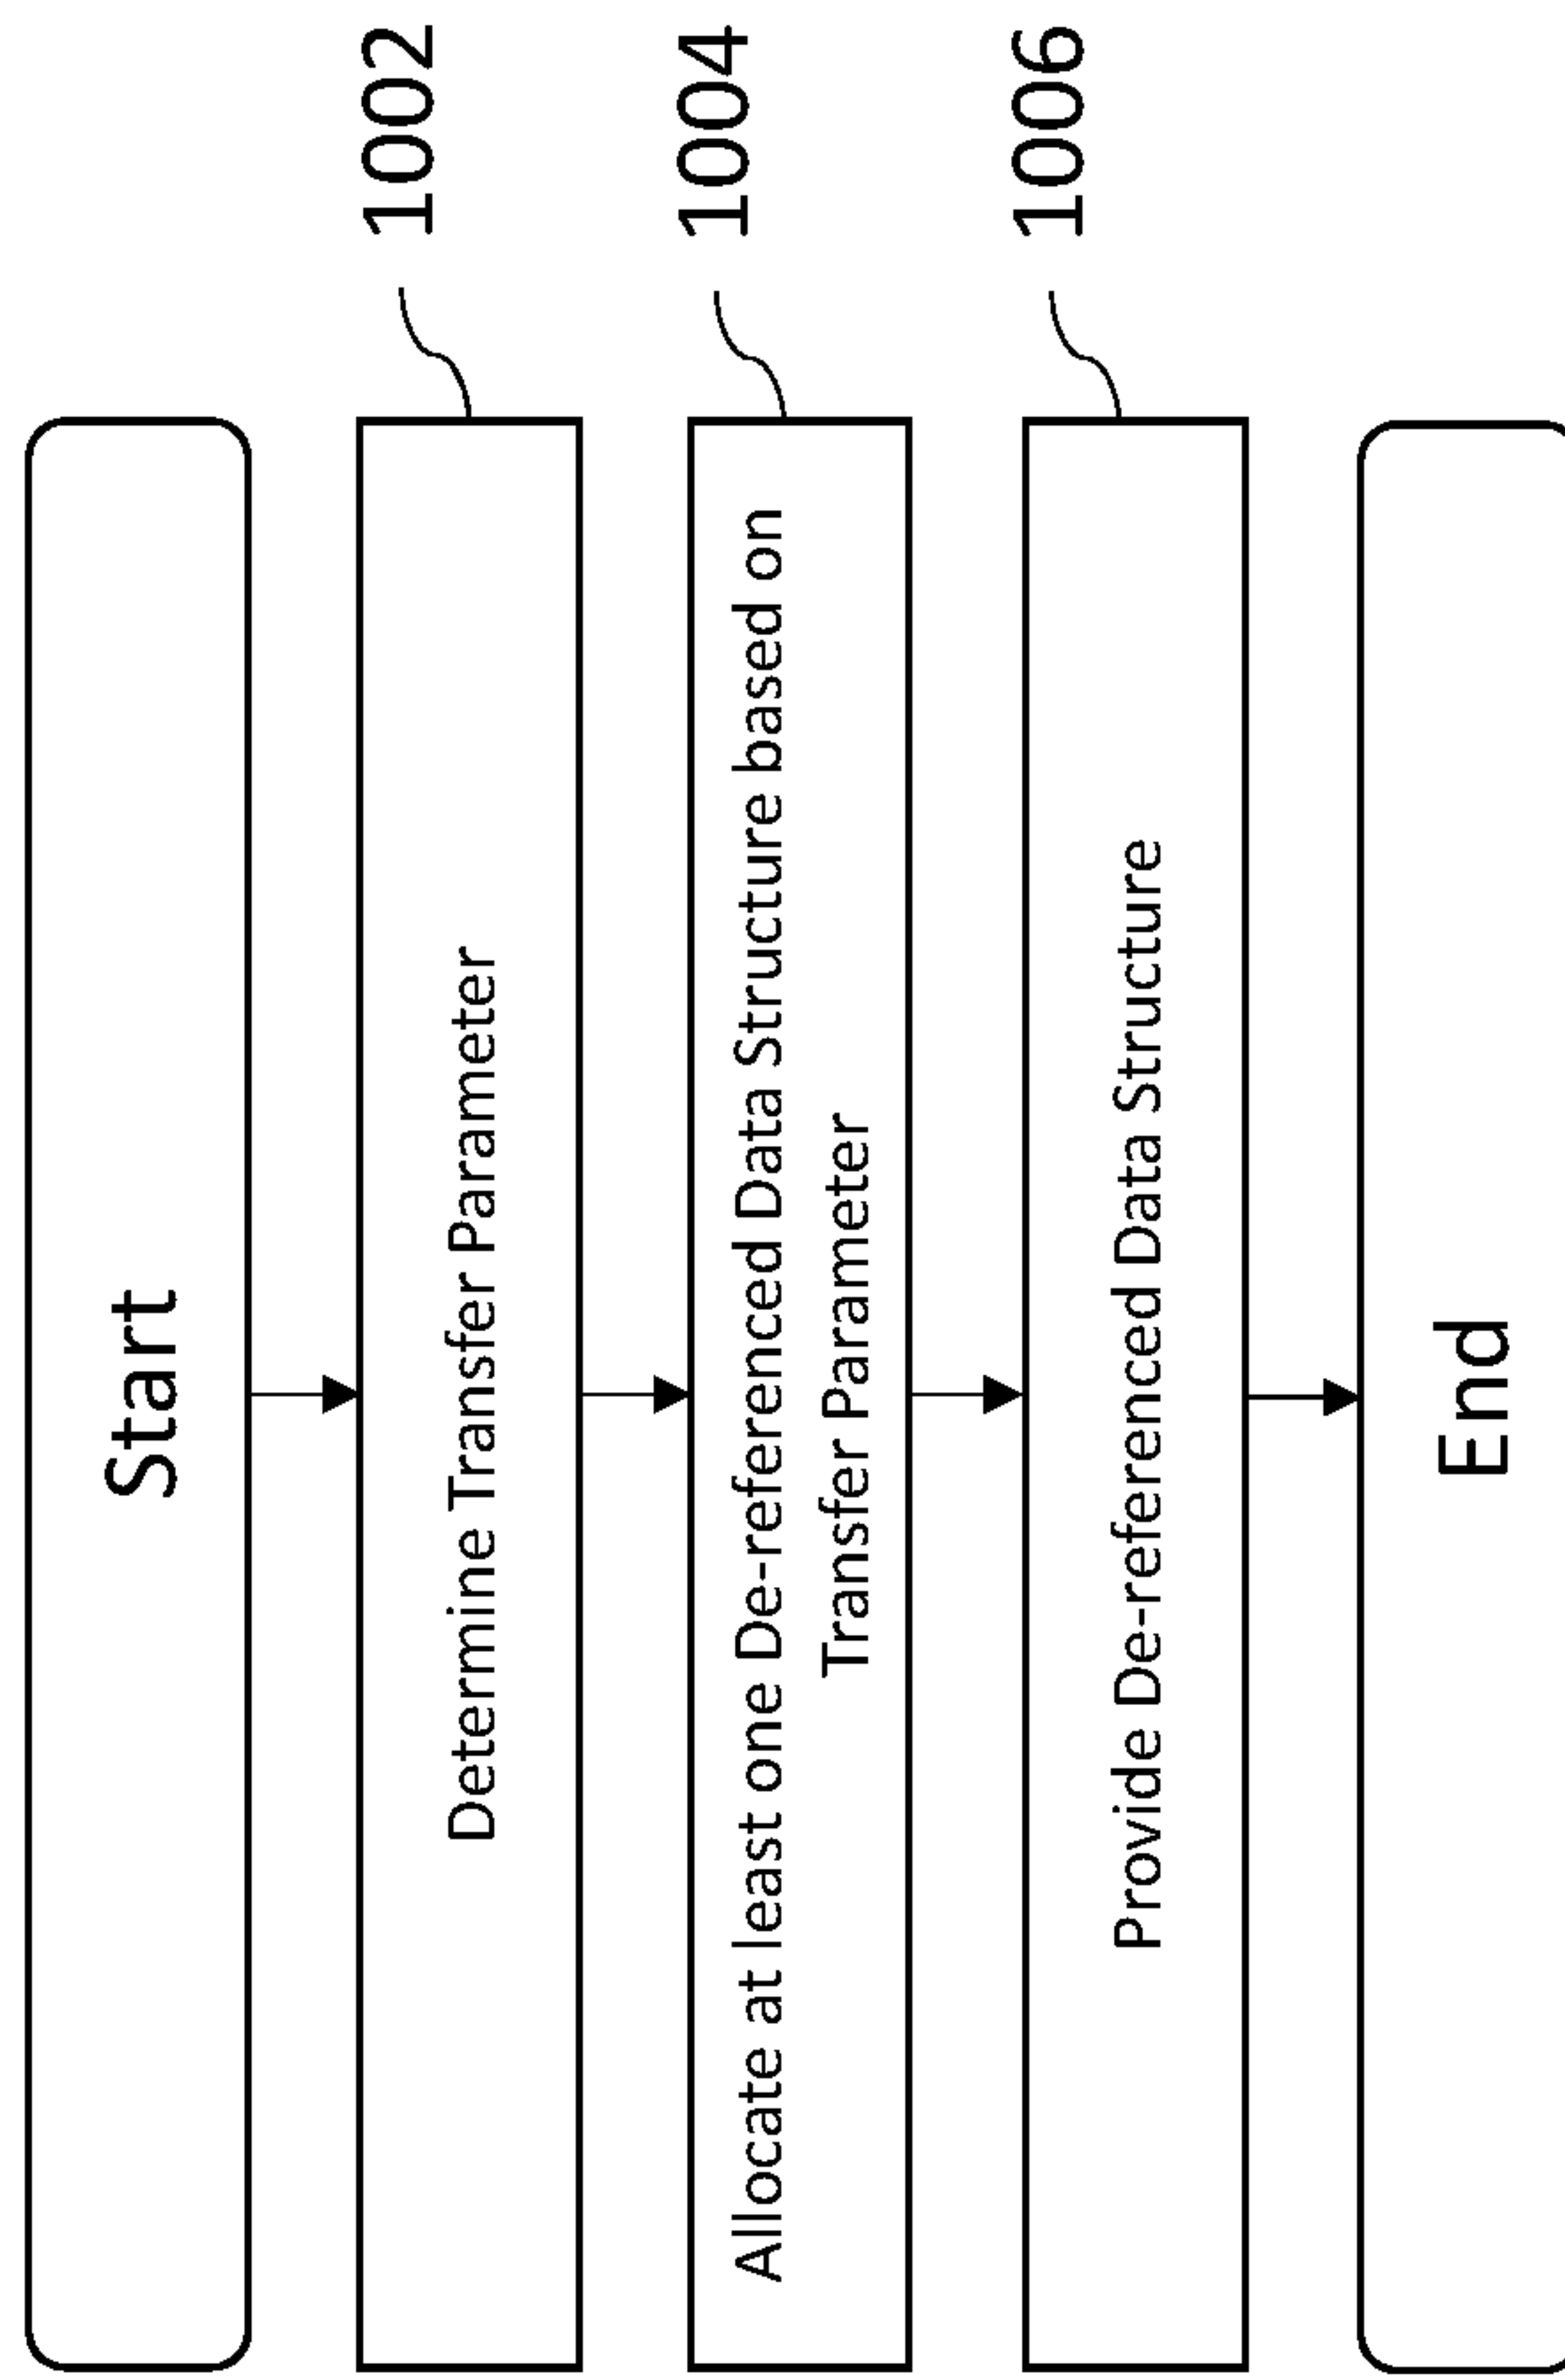 Start
Determine Transfer Parameter
1002
Allocate at least one De-referenced Data Structure based on
Transfer Parameter
1004
Provide De-referenced Data Structure
1006
End